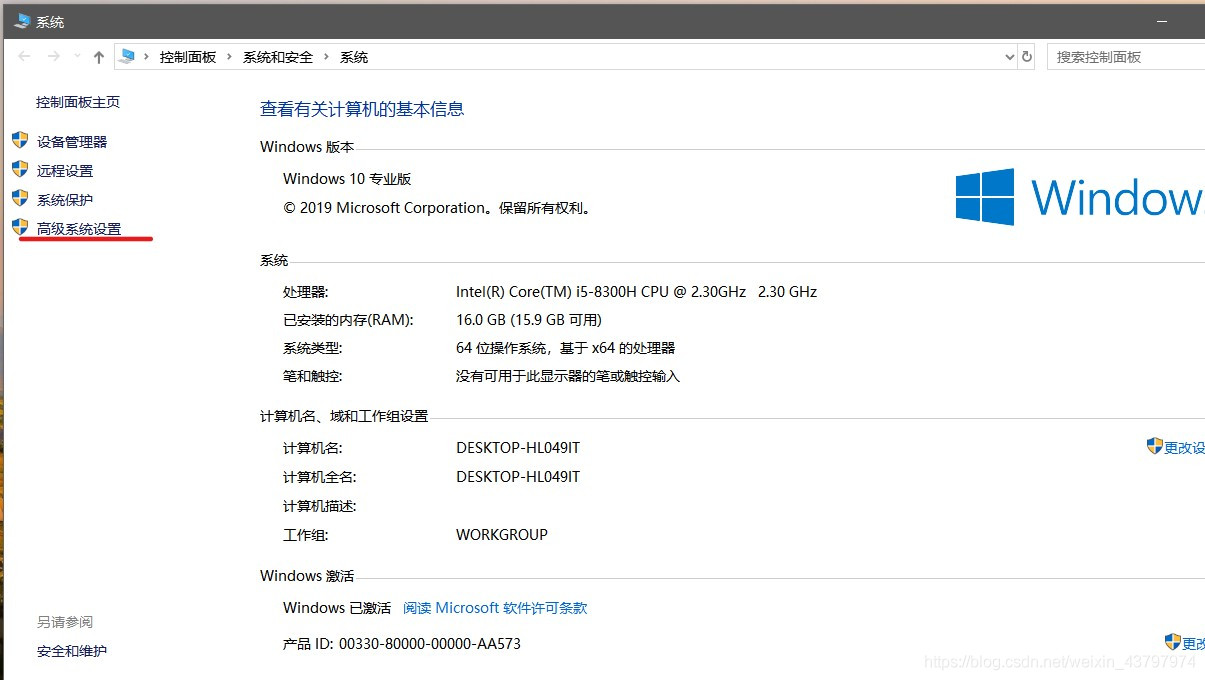 系统
控制面板 › 系统和安全 › 系统
搜索控制面板
控制面板主页
设备管理器
远程设置
系统保护
高级系统设置
查看有关计算机的基本信息
Windows 版本
Windows 10 专业版
© 2019 Microsoft Corporation。保留所有权利。
Window
系统
处理器: Intel(R) Core(TM) i5-8300H CPU @ 2.30GHz 2.30 GHz
已安装的内存(RAM): 16.0 GB (15.9 GB 可用)
系统类型: 64 位操作系统，基于 x64 的处理器
笔和触控: 没有可用于此显示器的笔或触控输入
计算机名、域和工作组设置
计算机名: DESKTOP-HL049IT
更改设
计算机全名: DESKTOP-HL049IT
计算机描述:
工作组: WORKGROUP
Windows 激活
Windows 已激活 阅读 Microsoft 软件许可条款
产品 ID: 00330-80000-00000-AA573
更改
另请参阅
安全和维护
https://blog.csdn.net/weixin_43797974